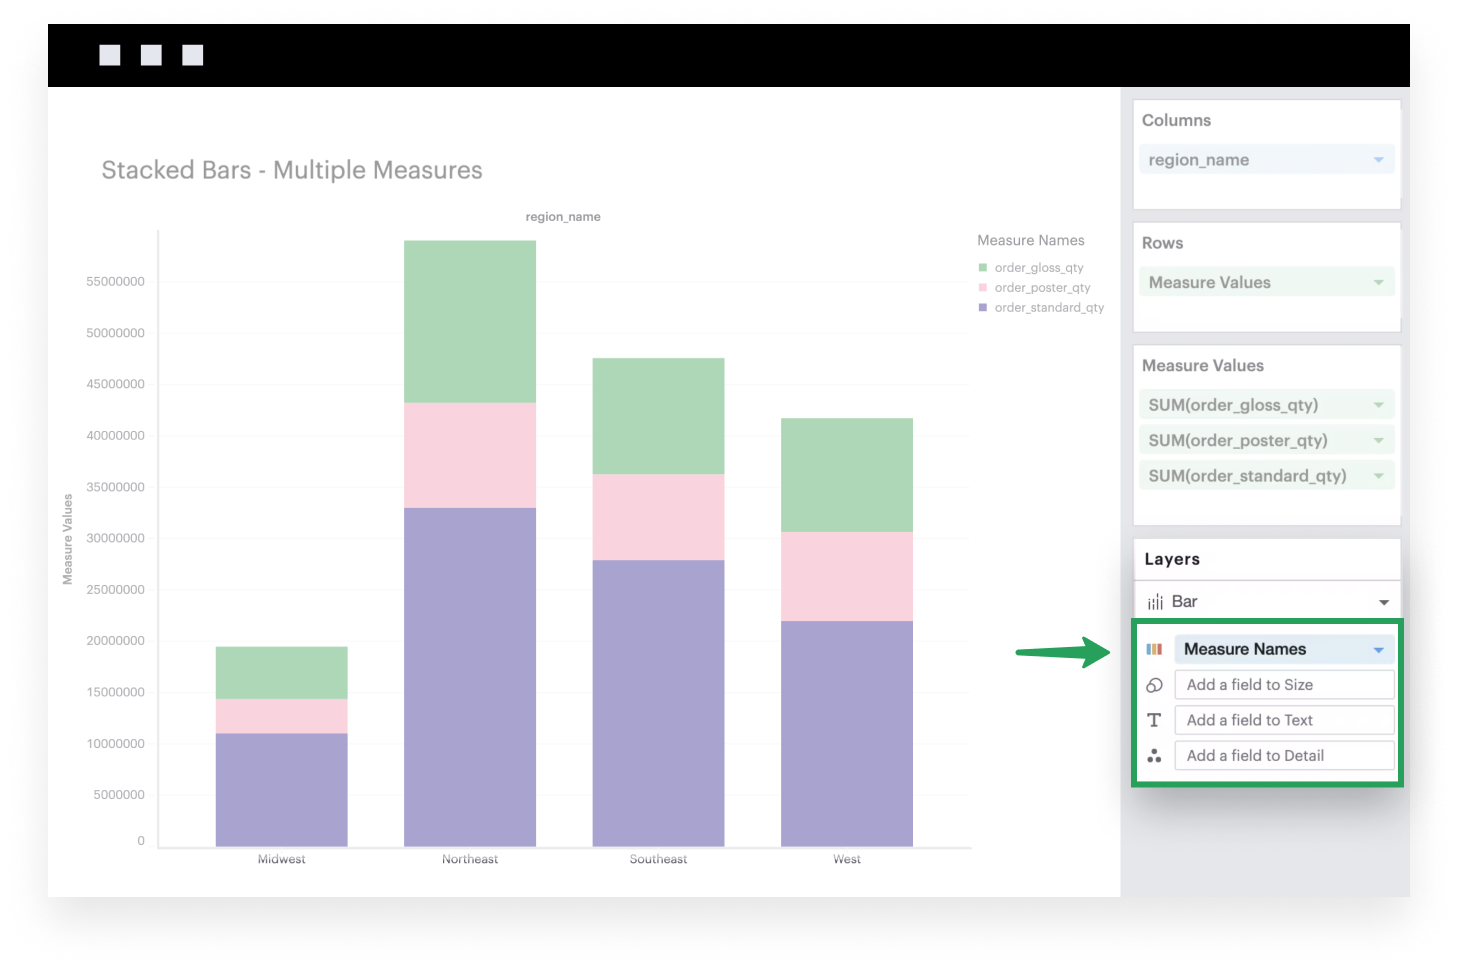 Stacked Bars - Multiple Measures
region_name
Measure Values
55000000
50000000
45000000
40000000
35000000
30000000
25000000
20000000
15000000
10000000
5000000
0
Midwest
Northeast
Southeast
West
Measure Names
order_gloss_qty
order_poster_qty
order_standard_qty
Columns
region_name
Rows
Measure Values
Measure Values
SUM(order_gloss_qty)
SUM(order_poster_qty)
SUM(order_standard_qty)
Layers
Bar
Measure Names
Add a field to Size
T Add a field to Text
Add a field to Detail